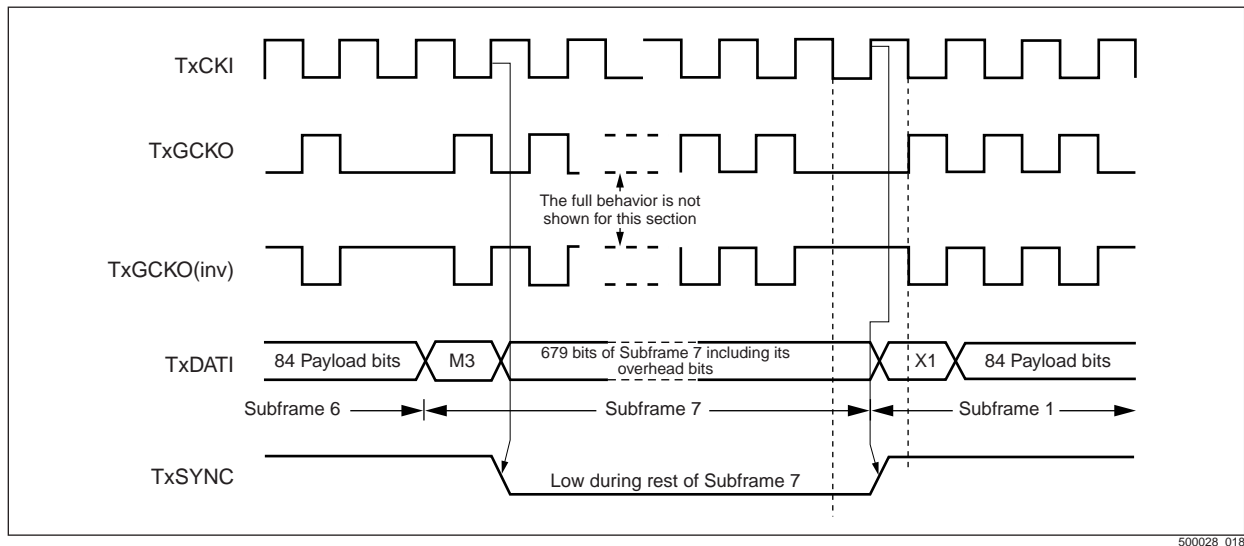 TxCKI
TxGCKO
The full behavior is not
shown for this section
TxGCKO(inv)
TxDATI
84 Payload bits
M3
679 bits of Subframe 7 including its
overhead bits
X1
84 Payload bits
Subframe 6
Subframe 7
Subframe 1
TxSYNC
Low during rest of Subframe 7
500028_018